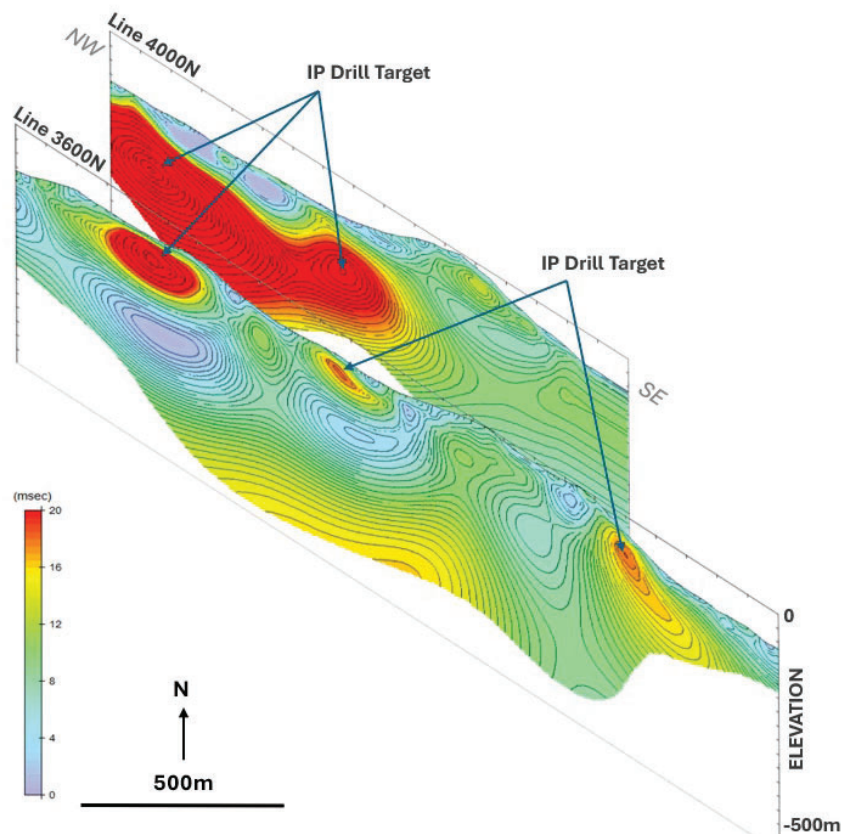 Line 4000N
NW
IP Drill Target
Line 3600N
IP Drill Target
SE
(msec)
20
16
12
8
4
0
N
500m
0
ELEVATION
-500m